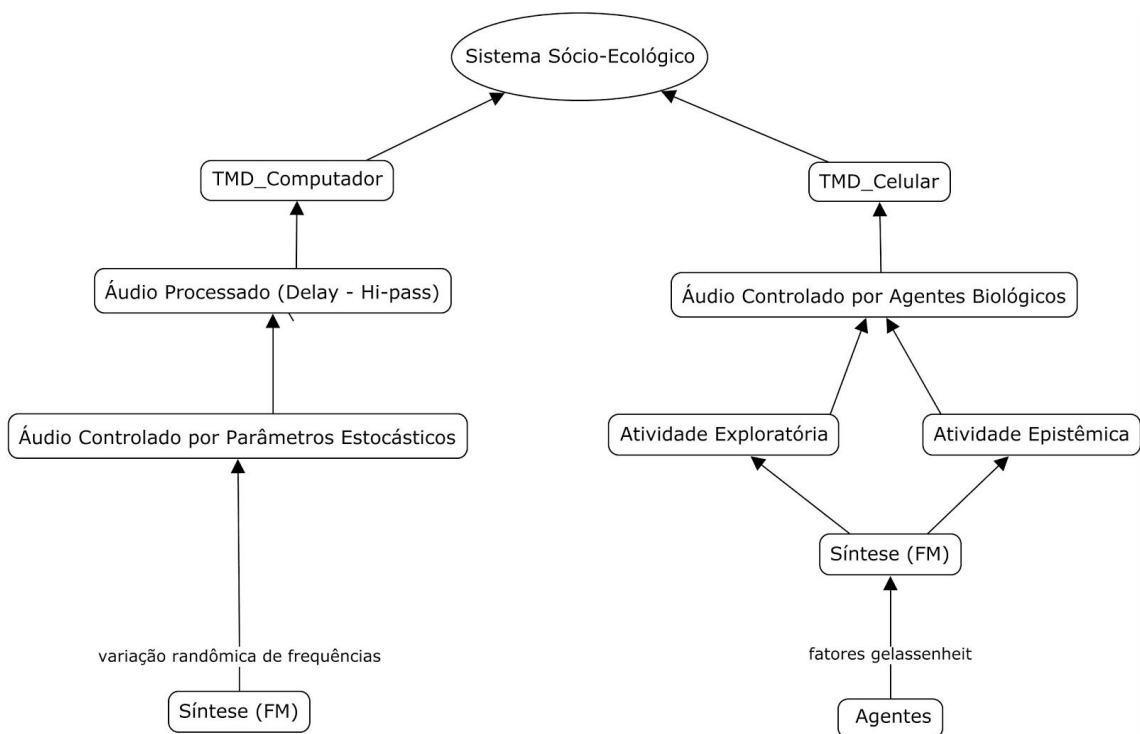 Sistema Sócio-Ecológico
TMD_Computador
TMD_Celular
Áudio Processado (Delay - Hi-pass)
Áudio Controlado por Agentes Biológicos
Áudio Controlado por Parâmetros Estocásticos
Atividade Exploratória
Atividade Epistêmica
Síntese (FM)
variação randômica de frequências
fatores gelassenheit
Síntese (FM)
Agentes